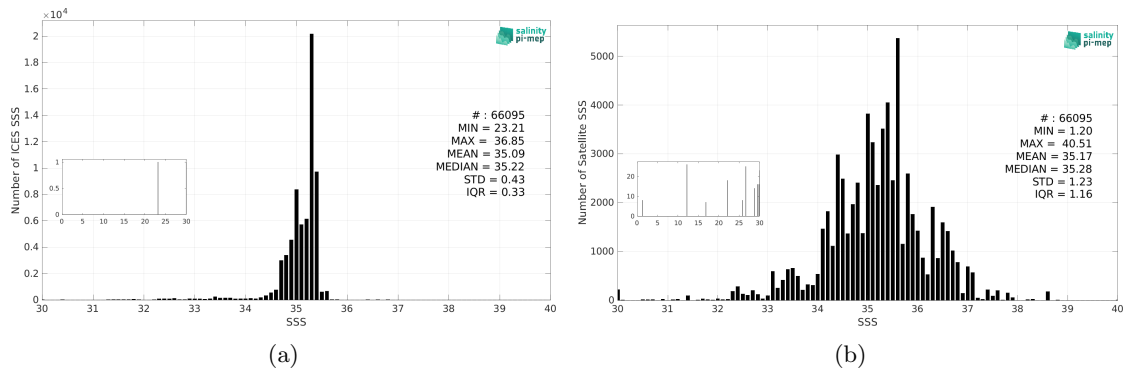 ×10⁴
2
1.8
1.6
1.4
1.2
1
0.8
0.6
0.4
0.2
0
Number of ICES SSS
salinity
pi-mep
# : 66095
MIN = 23.21
MAX = 36.85
MEAN = 35.09
MEDIAN = 35.22
STD = 0.43
IQR = 0.33
1
0.5
0
0 5 10 15 20 25 30
30 31 32 33 34 35 36 37 38 39 40
SSS
(a)
5000
4000
3000
2000
1000
0
Number of Satellite SSS
salinity
pi-mep
# : 66095
MIN = 1.20
MAX = 40.51
MEAN = 35.17
MEDIAN = 35.28
STD = 1.23
IQR = 1.16
20
10
0
0 5 10 15 20 25 30
30 31 32 33 34 35 36 37 38 39 40
SSS
(b)